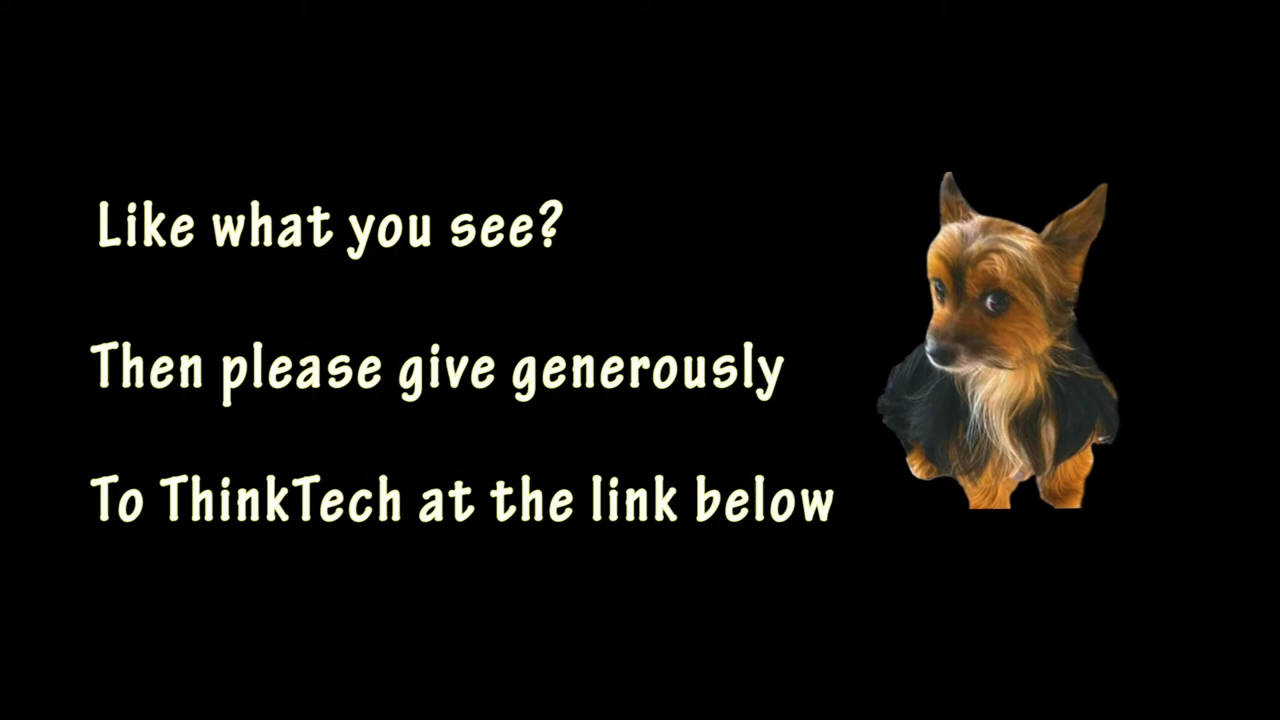 Like what you see?
Then please give generously
To ThinkTech at the link below